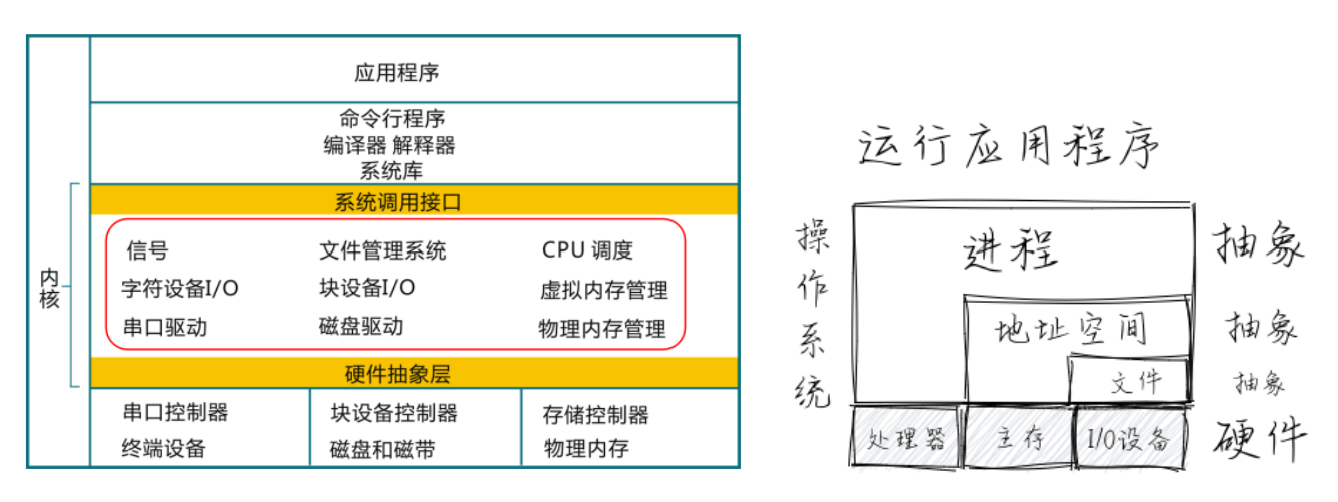 应用程序
命令行程序
编译器 解释器
系统库
系统调用接口
信号 文件管理系统 CPU 调度
字符设备I/O 块设备I/O 虚拟内存管理
串口驱动 磁盘驱动 物理内存管理
内核
硬件抽象层
串口控制器 块设备控制器 存储控制器
终端设备 磁盘和磁带 物理内存
运行应用程序
操作系统
进程 抽象
地址空间 抽象
文件 抽象
处理器 主存 I/O设备 硬件